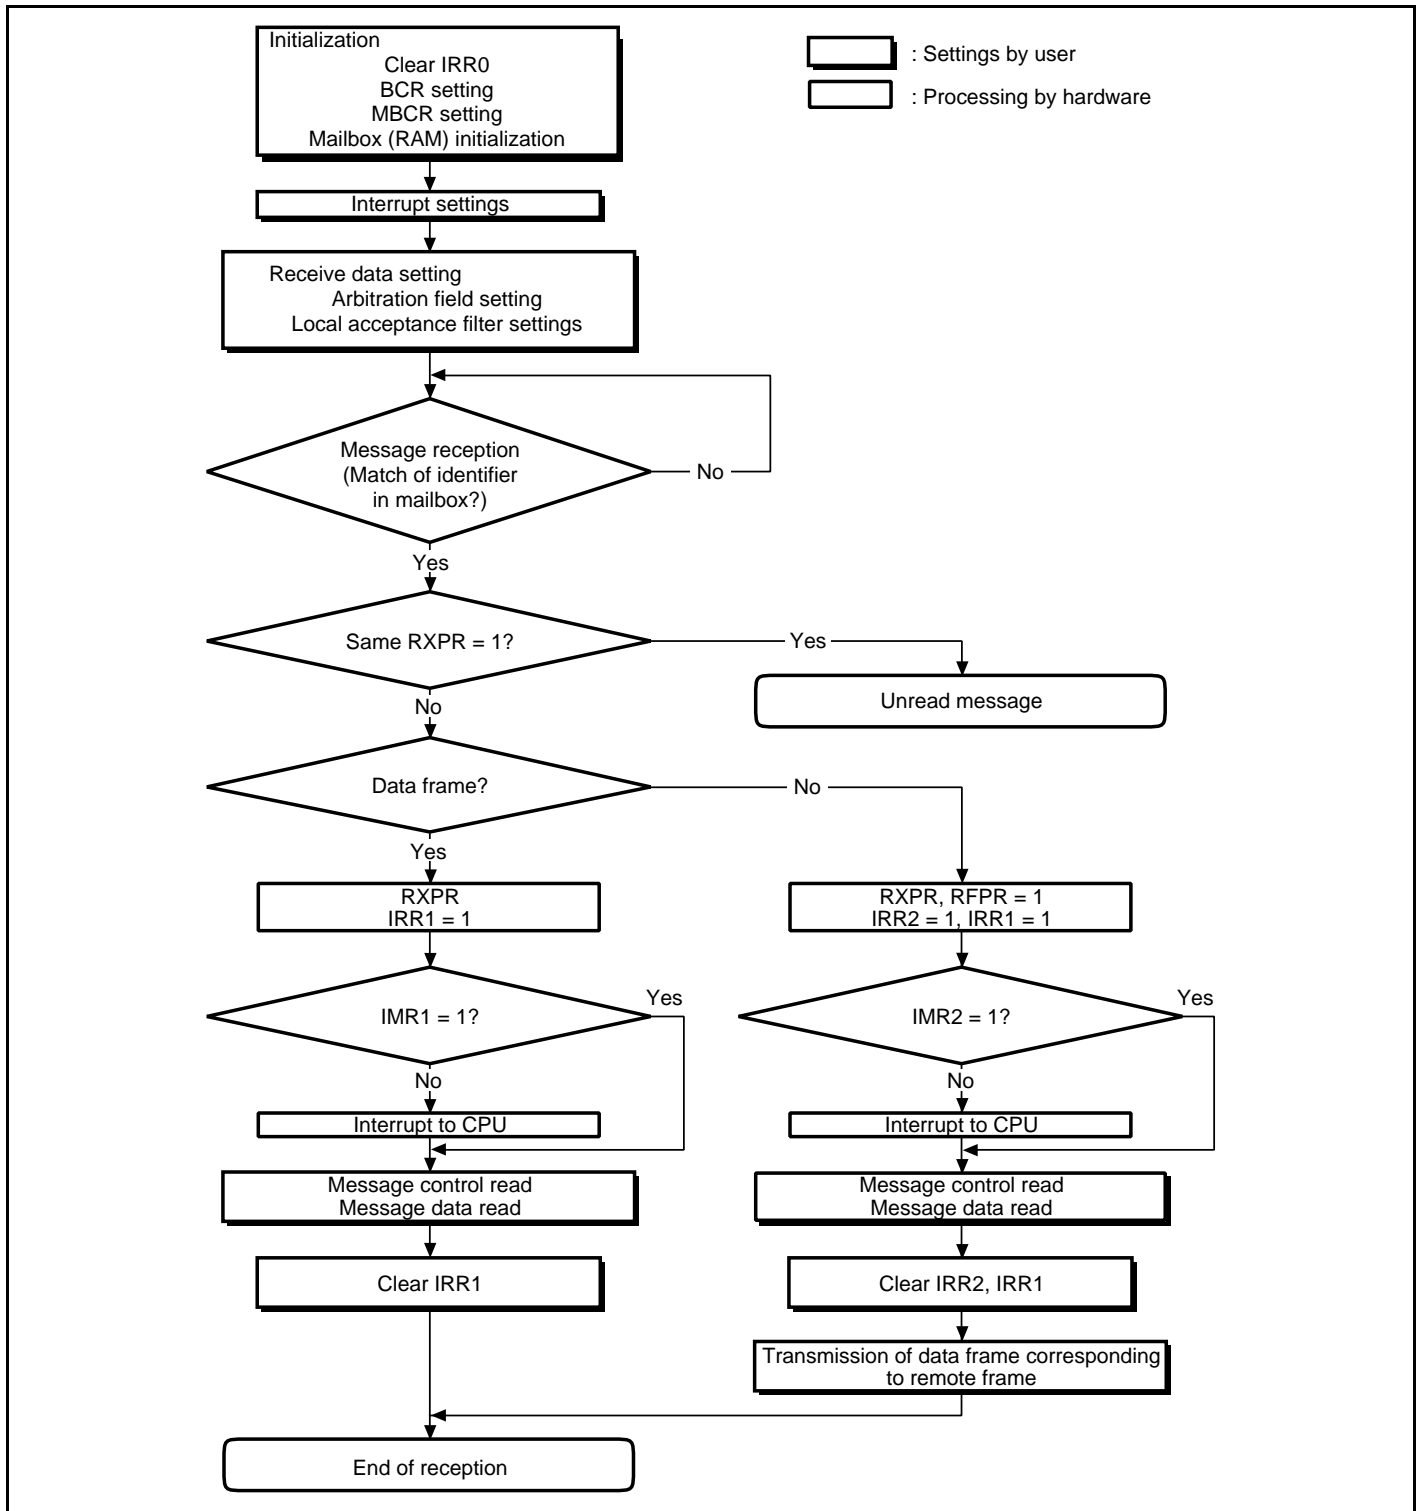 Initialization
Clear IRR0
BCR setting
MBCR setting
Mailbox (RAM) initialization
: Settings by user
: Processing by hardware
Interrupt settings
Receive data setting
Arbitration field setting
Local acceptance filter settings
Message reception
(Match of identifier
in mailbox?)
No
Yes
Same RXPR = 1?
Yes
Unread message
No
Data frame?
No
Yes
RXPR
IRR1 = 1
RXPR, RFPR = 1
IRR2 = 1, IRR1 = 1
IMR1 = 1?
Yes
IMR2 = 1?
Yes
No
No
Interrupt to CPU
Interrupt to CPU
Message control read
Message data read
Message control read
Message data read
Clear IRR1
Clear IRR2, IRR1
Transmission of data frame corresponding
to remote frame
End of reception